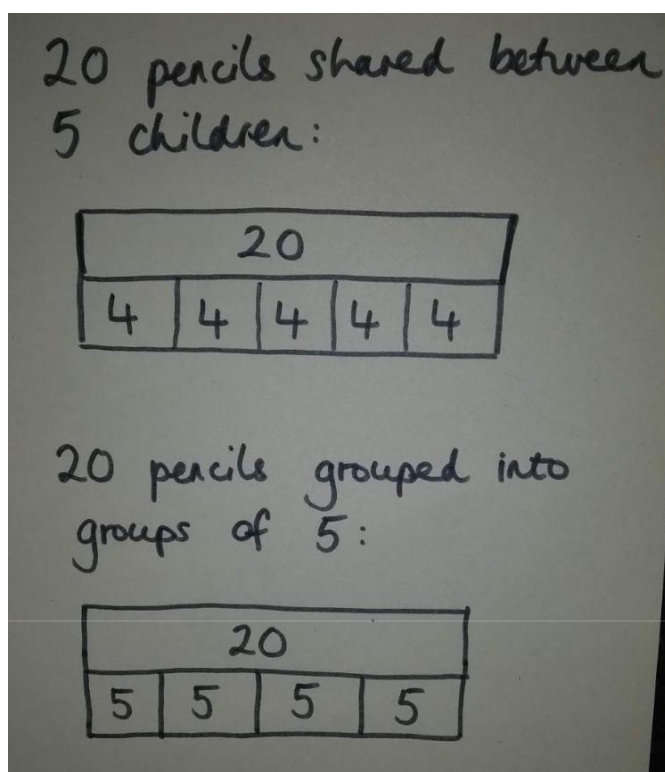 20 pencils shared between
5 children:
20
4 4 4 4 4
20 pencils grouped into
groups of 5:
20
5 5 5 5